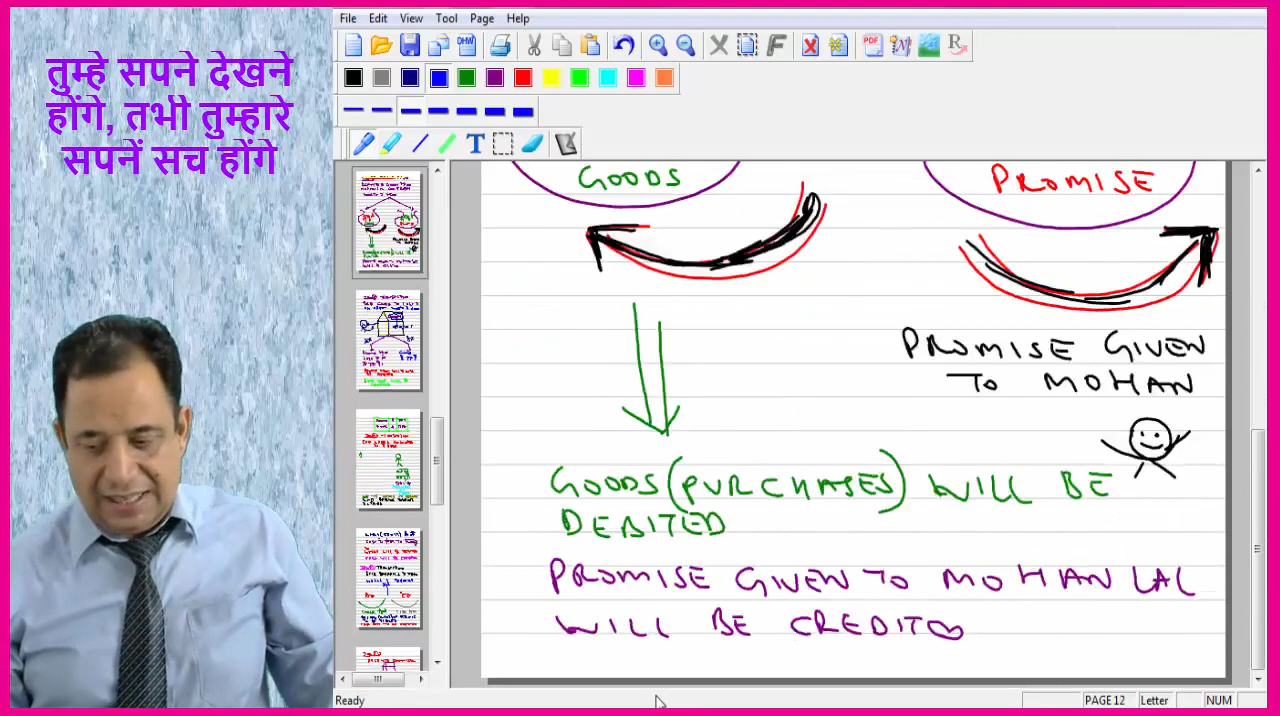 तुम्हे सपने देखने
होंगे, तभी तुम्हारे
सपनें सच होंगे
File Edit View Tool Page Help
GOODS
PROMISE
PROMISE GIVEN
TO MOHAN
GOODS (PURCHASES) WILL BE
DEBITED
PROMISE GIVEN TO MOHAN LAL
WILL BE CREDITED
Ready
PAGE 12
Letter
NUM